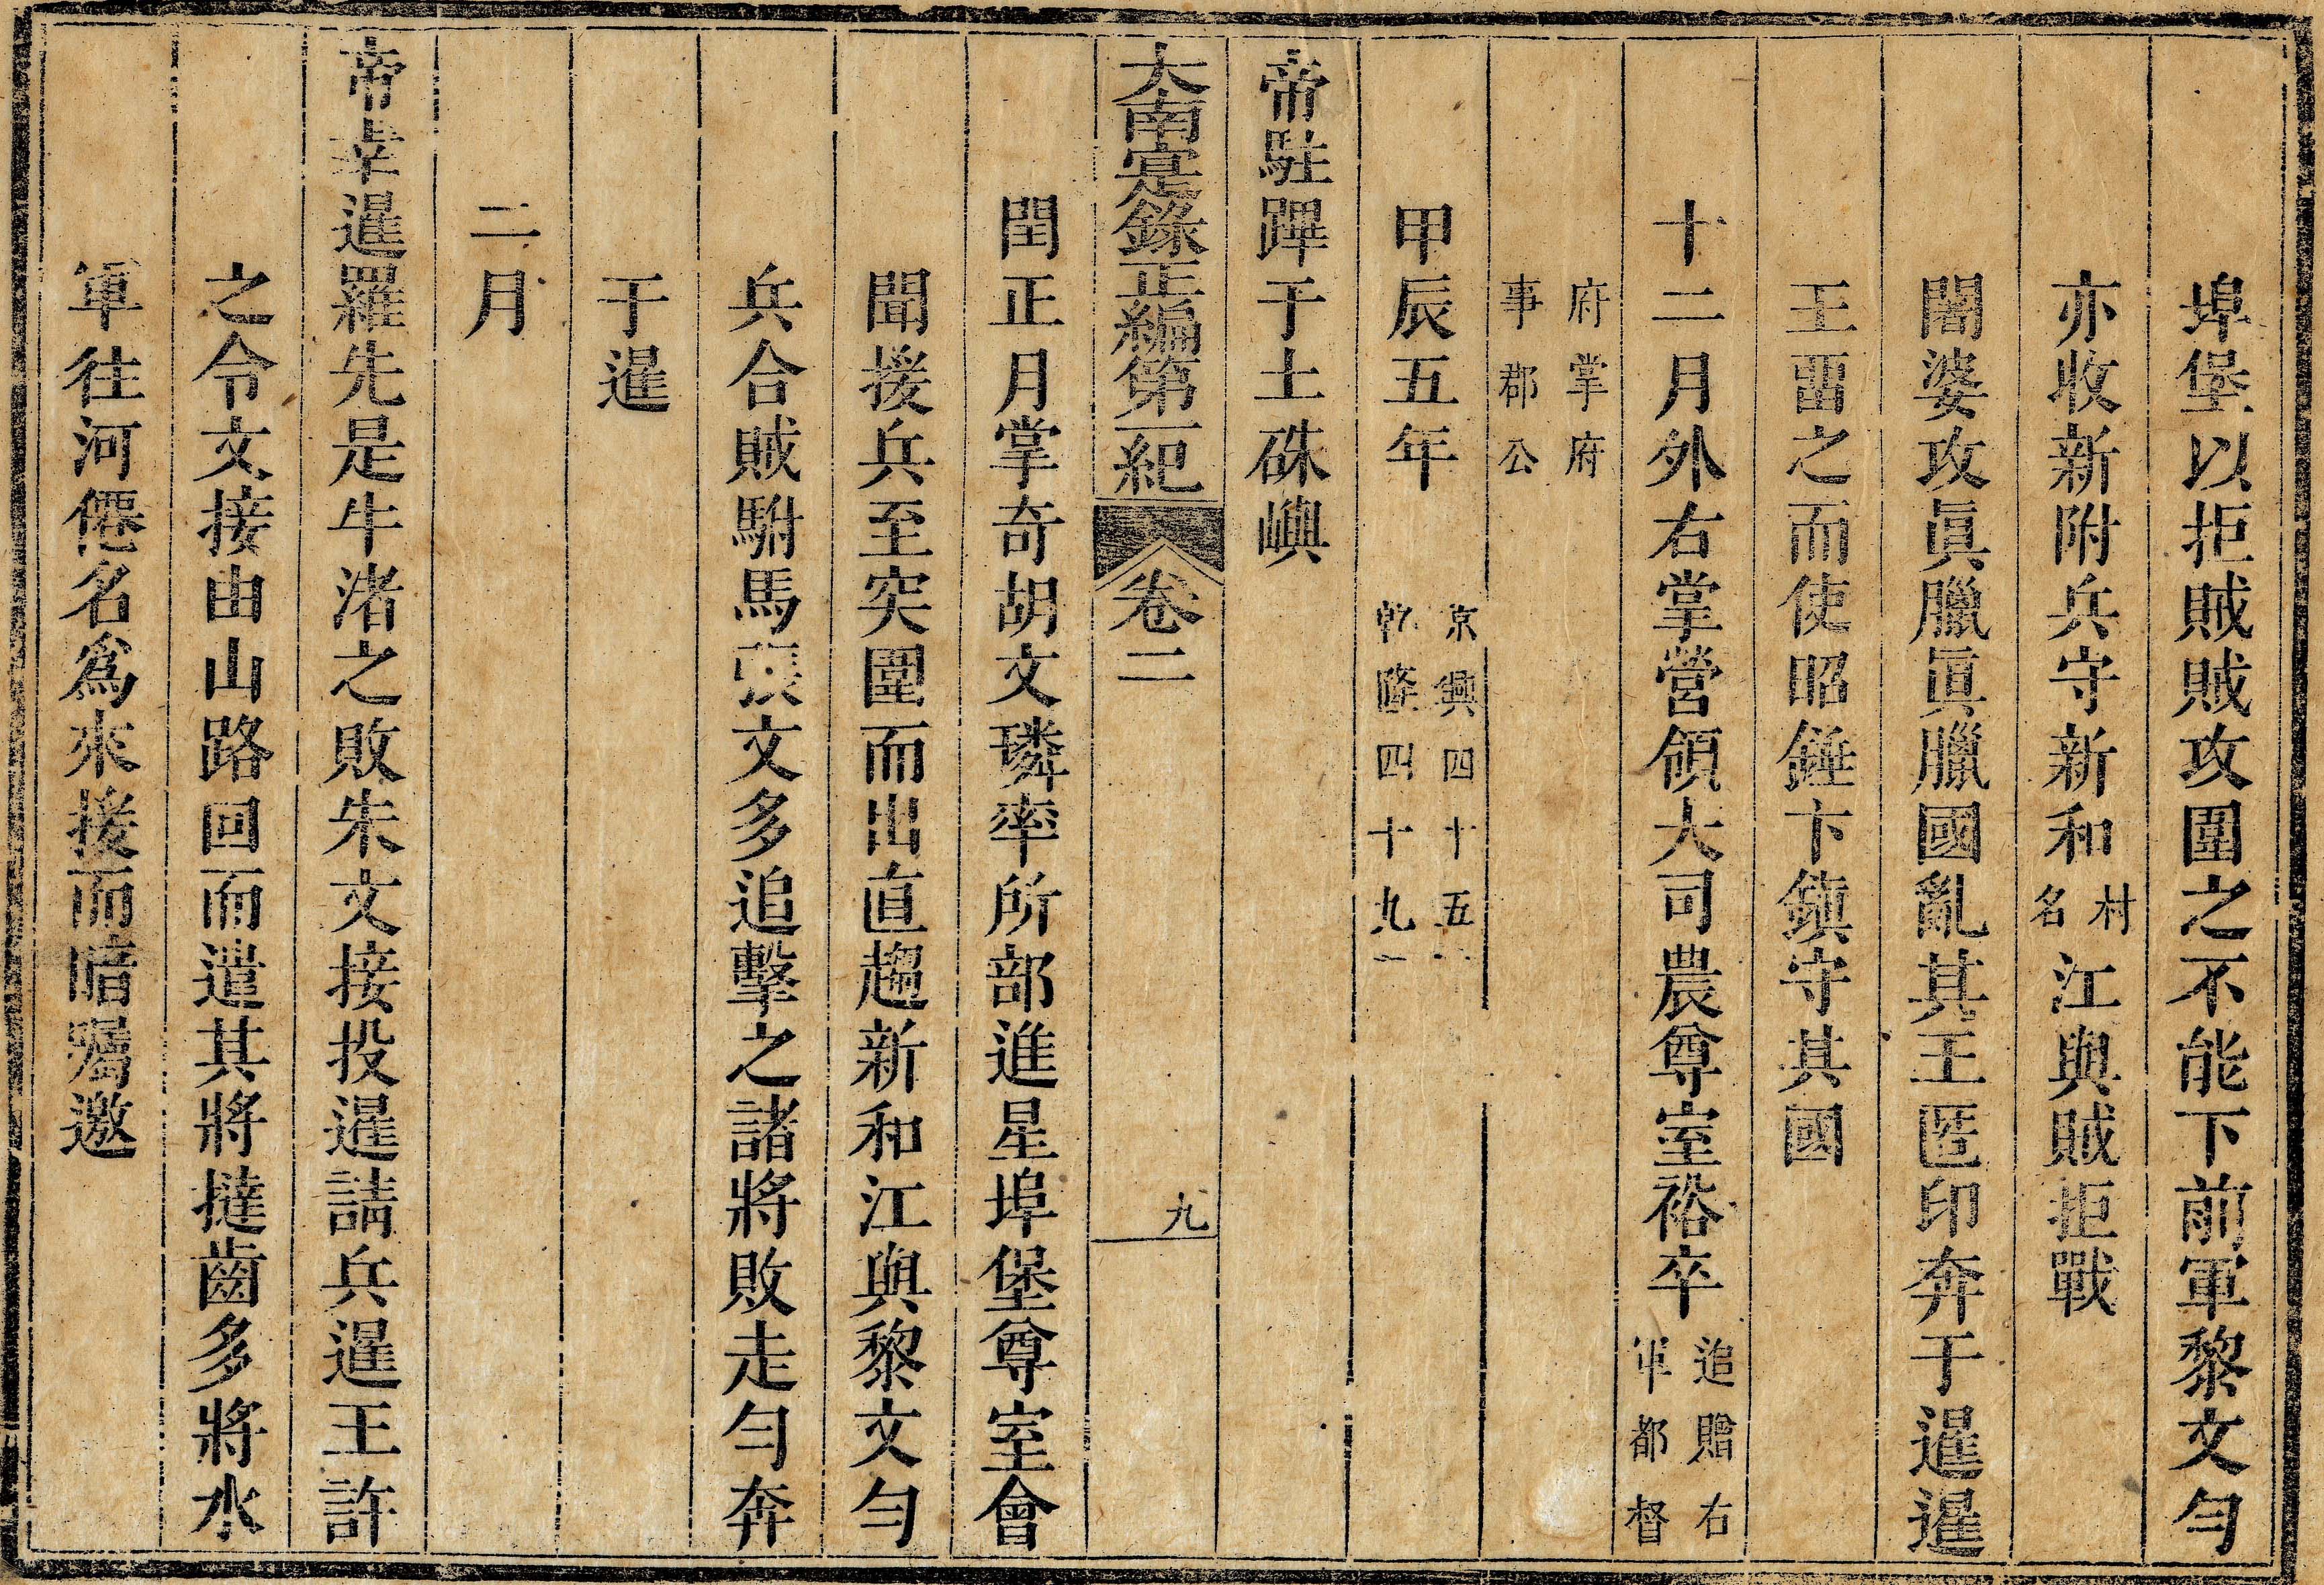 埠堡以拒賊賊攻圍之不能下前軍黎文勻
亦收新附兵守新和村名江與賊拒戰
闍婆攻眞臘眞臘國亂其王匿印奔于暹暹
王畱之而使昭錘卞鎮守其國
十二月外右掌營領大司農尊室裕卒追贈右軍都督
府掌府事郡公
甲辰五年京興四十五乾隆四十九
帝駐蹕于土硃嶼
大南寔錄正編第一紀 卷二 九
閏正月掌奇胡文璘率所部進星埠堡尊室會
聞接兵至突圍而出直趨新和江與黎文勻
兵合賊駙馬張文多追擊之諸將敗走勻奔
于暹
二月
帝幸暹羅先是牛渚之敗朱文接投暹請兵暹王許
之令文接由山路回而遣其將撻齒多將水
軍往河僊名爲來援而暗囑邀